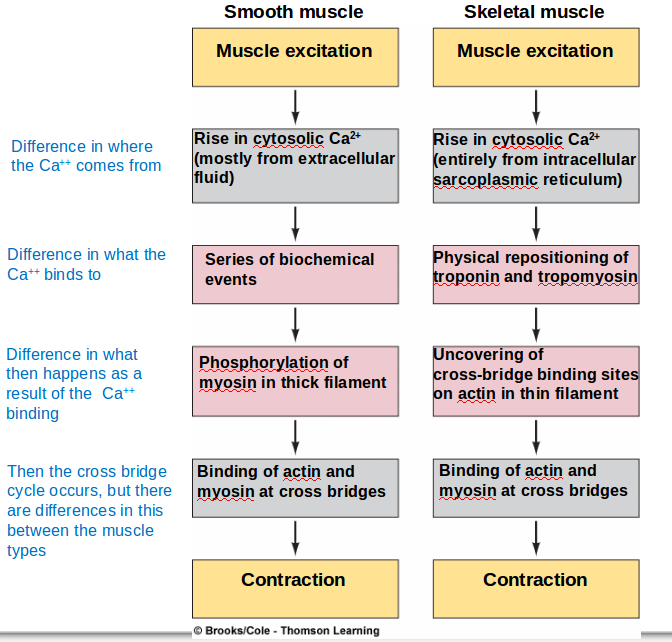 Smooth muscle
Skeletal muscle
Muscle excitation
Muscle excitation
Difference in where
the Ca⁺⁺ comes from
Rise in cytosolic Ca²⁺
(mostly from extracellular
fluid)
Rise in cytosolic Ca²⁺
(entirely from intracellular
sarcoplasmic reticulum)
Difference in what the
Ca⁺⁺ binds to
Series of biochemical
events
Physical repositioning of
troponin and tropomyosin
Difference in what
then happens as a
result of the Ca⁺⁺
binding
Phosphorylation of
myosin in thick filament
Uncovering of
cross-bridge binding sites
on actin in thin filament
Then the cross bridge
cycle occurs, but there
are differences in this
between the muscle
types
Binding of actin and
myosin at cross bridges
Binding of actin and
myosin at cross bridges
Contraction
Contraction
© Brooks/Cole - Thomson Learning